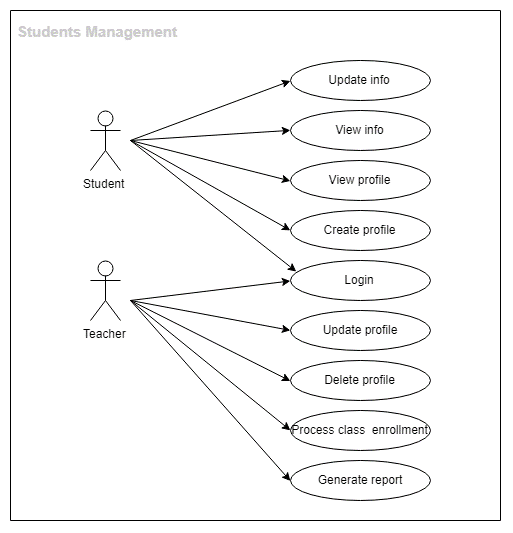 Students Management
Update info
View info
Student
View profile
Create profile
Login
Teacher
Update profile
Delete profile
Process class  enrollment
Generate report